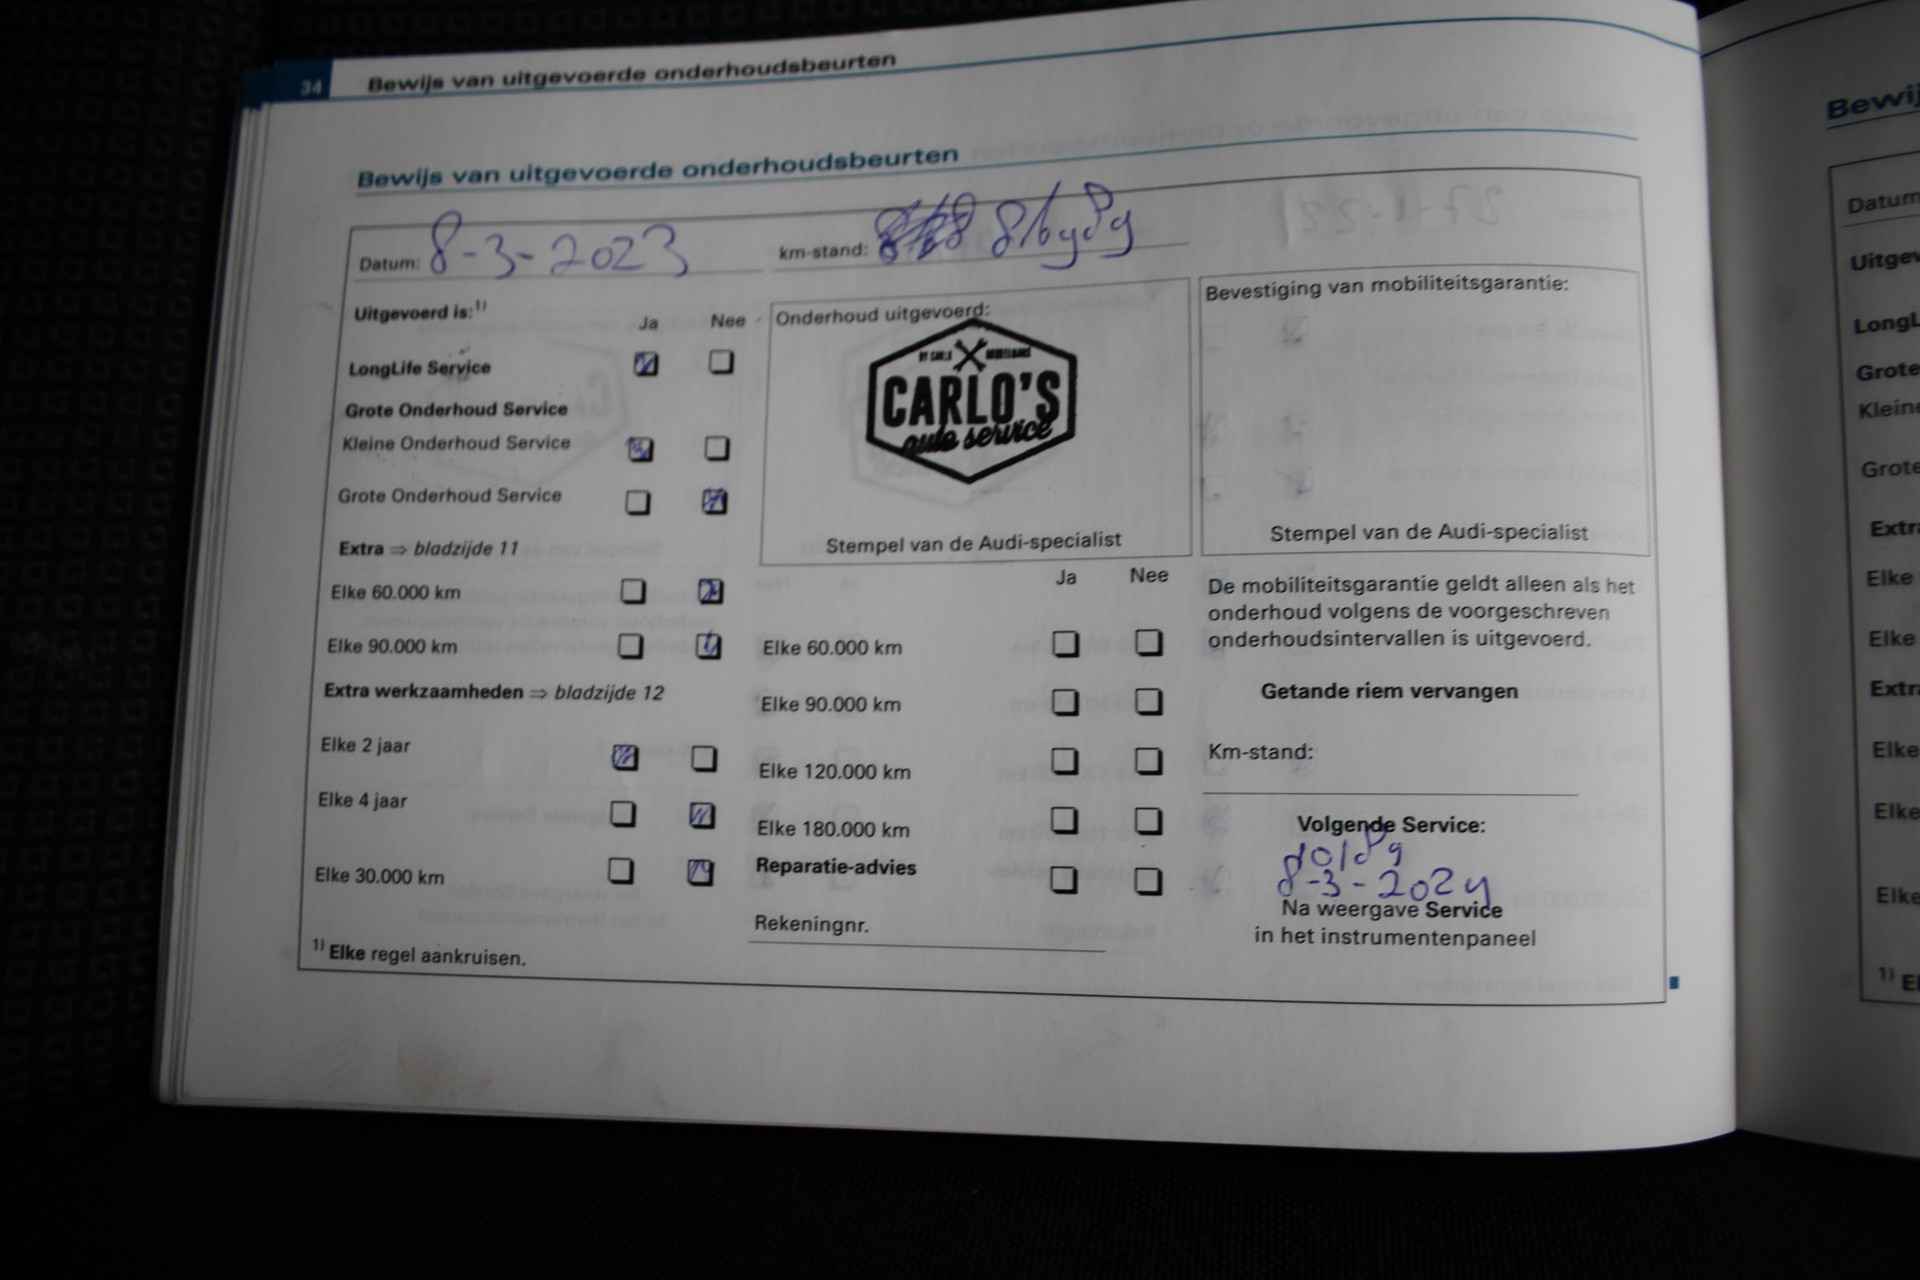 34 Bewijs van uitgevoerde onderhoudsbeurten
Bewijs van uitgevoerde onderhoudsbeurten
Datum: 8-3-2023 km-stand:
Uitgevoerd is:1) Ja Nee
LongLife Service
Grote Onderhoud Service
Kleine Onderhoud Service
Grote Onderhoud Service
Extra ⇒ bladzijde 11
Elke 60.000 km
Elke 90.000 km
Extra werkzaamheden ⇒ bladzijde 12
Elke 2 jaar
Elke 4 jaar
Elke 30.000 km
1) Elke regel aankruisen.
Onderhoud uitgevoerd:
CARLO'S
auto service
Stempel van de Audi-specialist
Ja Nee
Elke 60.000 km
Elke 90.000 km
Elke 120.000 km
Elke 180.000 km
Reparatie-advies
Rekeningnr.
Bevestiging van mobiliteitsgarantie:
Stempel van de Audi-specialist
De mobiliteitsgarantie geldt alleen als het
onderhoud volgens de voorgeschreven
onderhoudsintervallen is uitgevoerd.
Getande riem vervangen
Km-stand:
Volgende Service:
8-3-2024
Na weergave Service
in het instrumentenpaneel
Datum
Elke
Elke
Elke
Elke
Elke